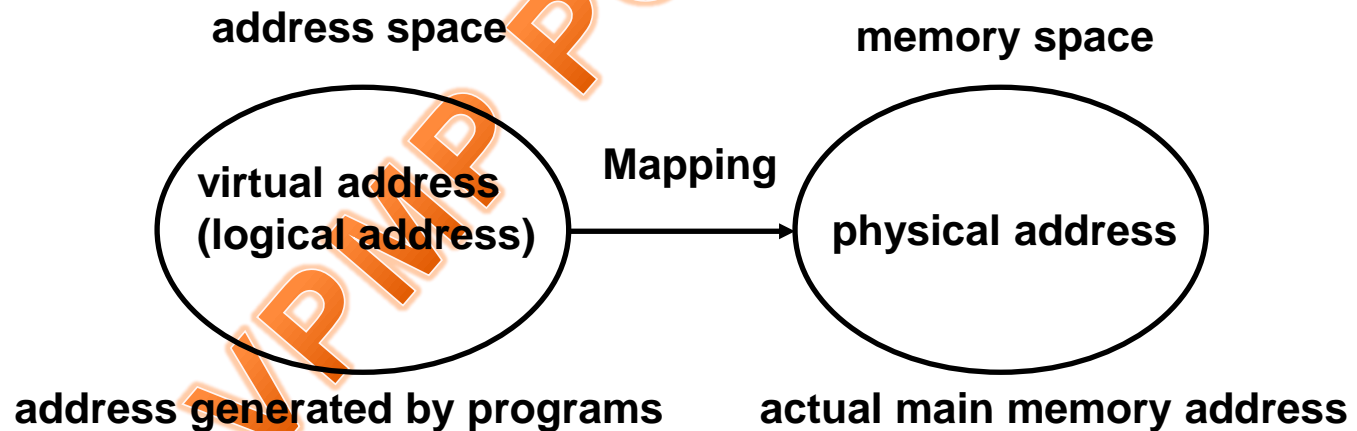 address space
memory space
virtual address
(logical address)
Mapping
physical address
address generated by programs
actual main memory address
VPMP P